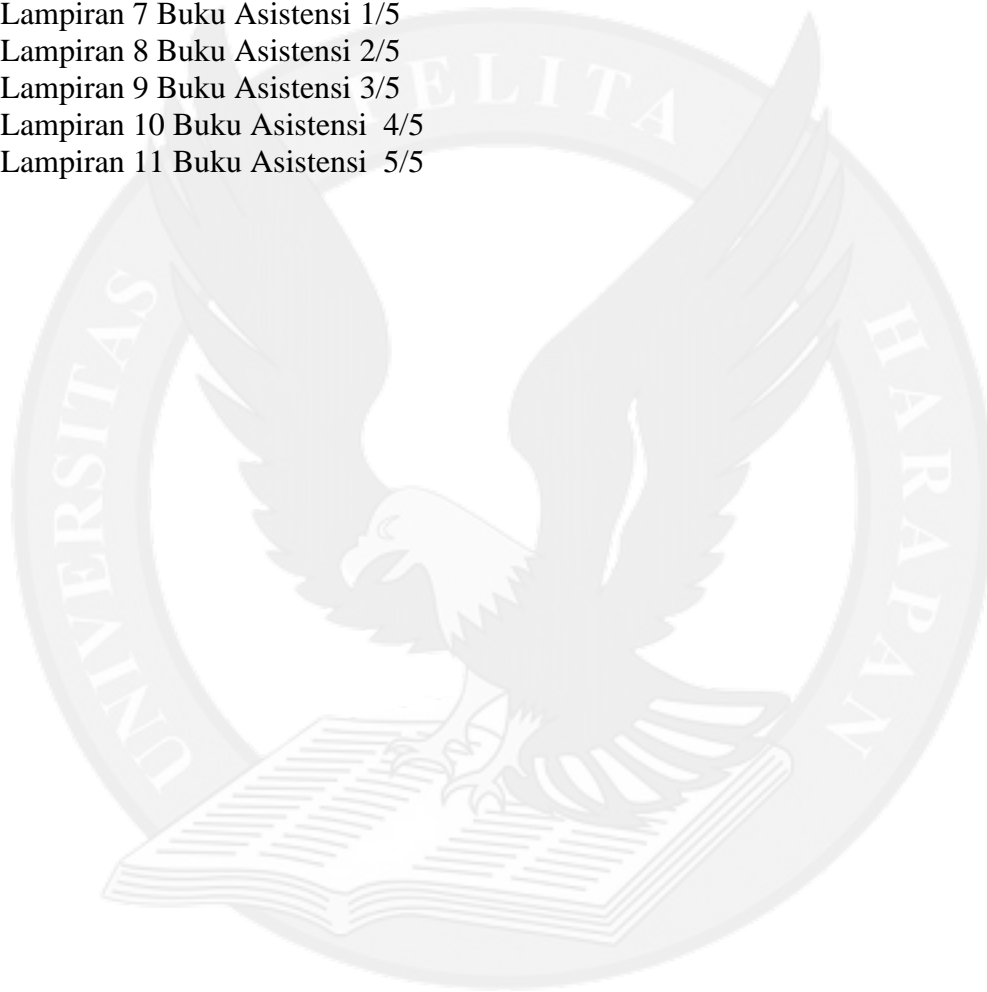 Lampiran 7 Buku Asistensi 1/5
Lampiran 8 Buku Asistensi 2/5
Lampiran 9 Buku Asistensi 3/5
Lampiran 10 Buku Asistensi  4/5
Lampiran 11 Buku Asistensi  5/5
UNIVERSITAS PELITA HARAPAN